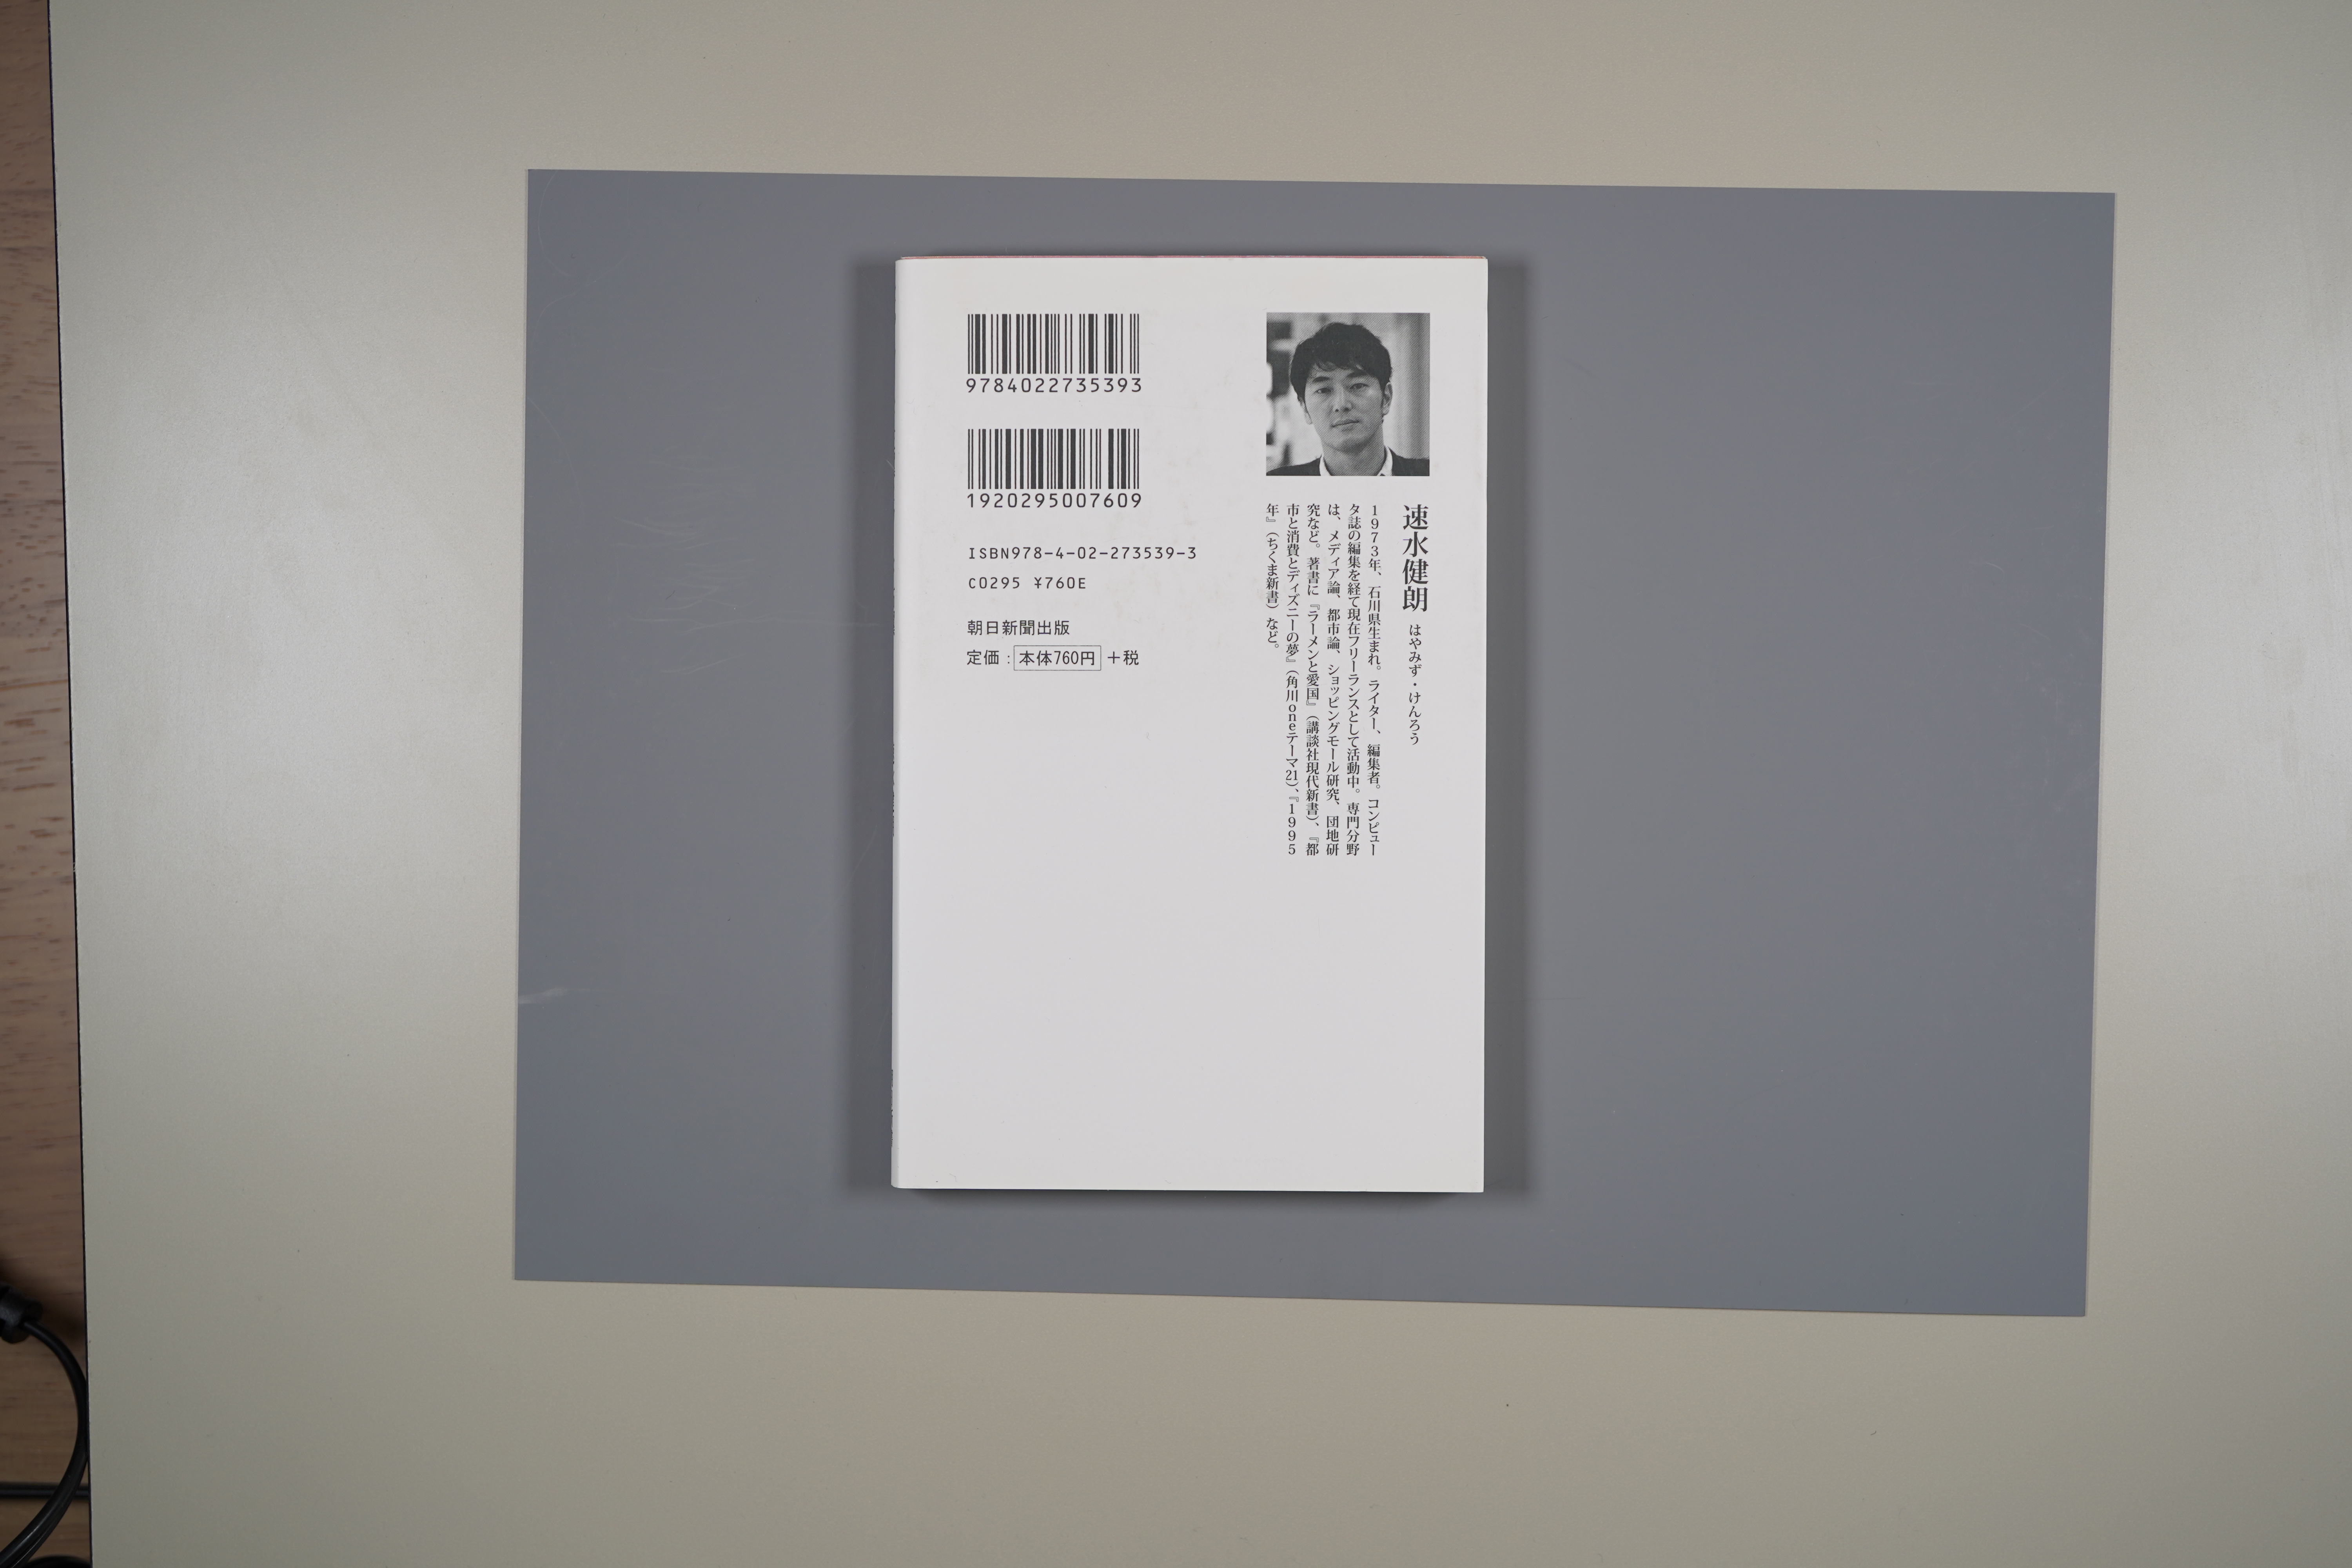 9784022735393
1920295007609
ISBN978-4-02-273539-3
C0295 ¥760E
朝日新聞出版
定価：本体760円＋税
速水健朗 はやみず・けんろう
1973年、石川県生まれ。ライター、編集者。コンピュー
タ誌の編集を経て現在フリーランスとして活動中。専門分野
は、メディア論、都市論、ショッピングモール研究、団地研
究など。著書に『ラーメンと愛国』（講談社現代新書）、『都
市と消費とディズニーの夢』（角川oneテーマ21）、『1995
年』（ちくま新書）など。